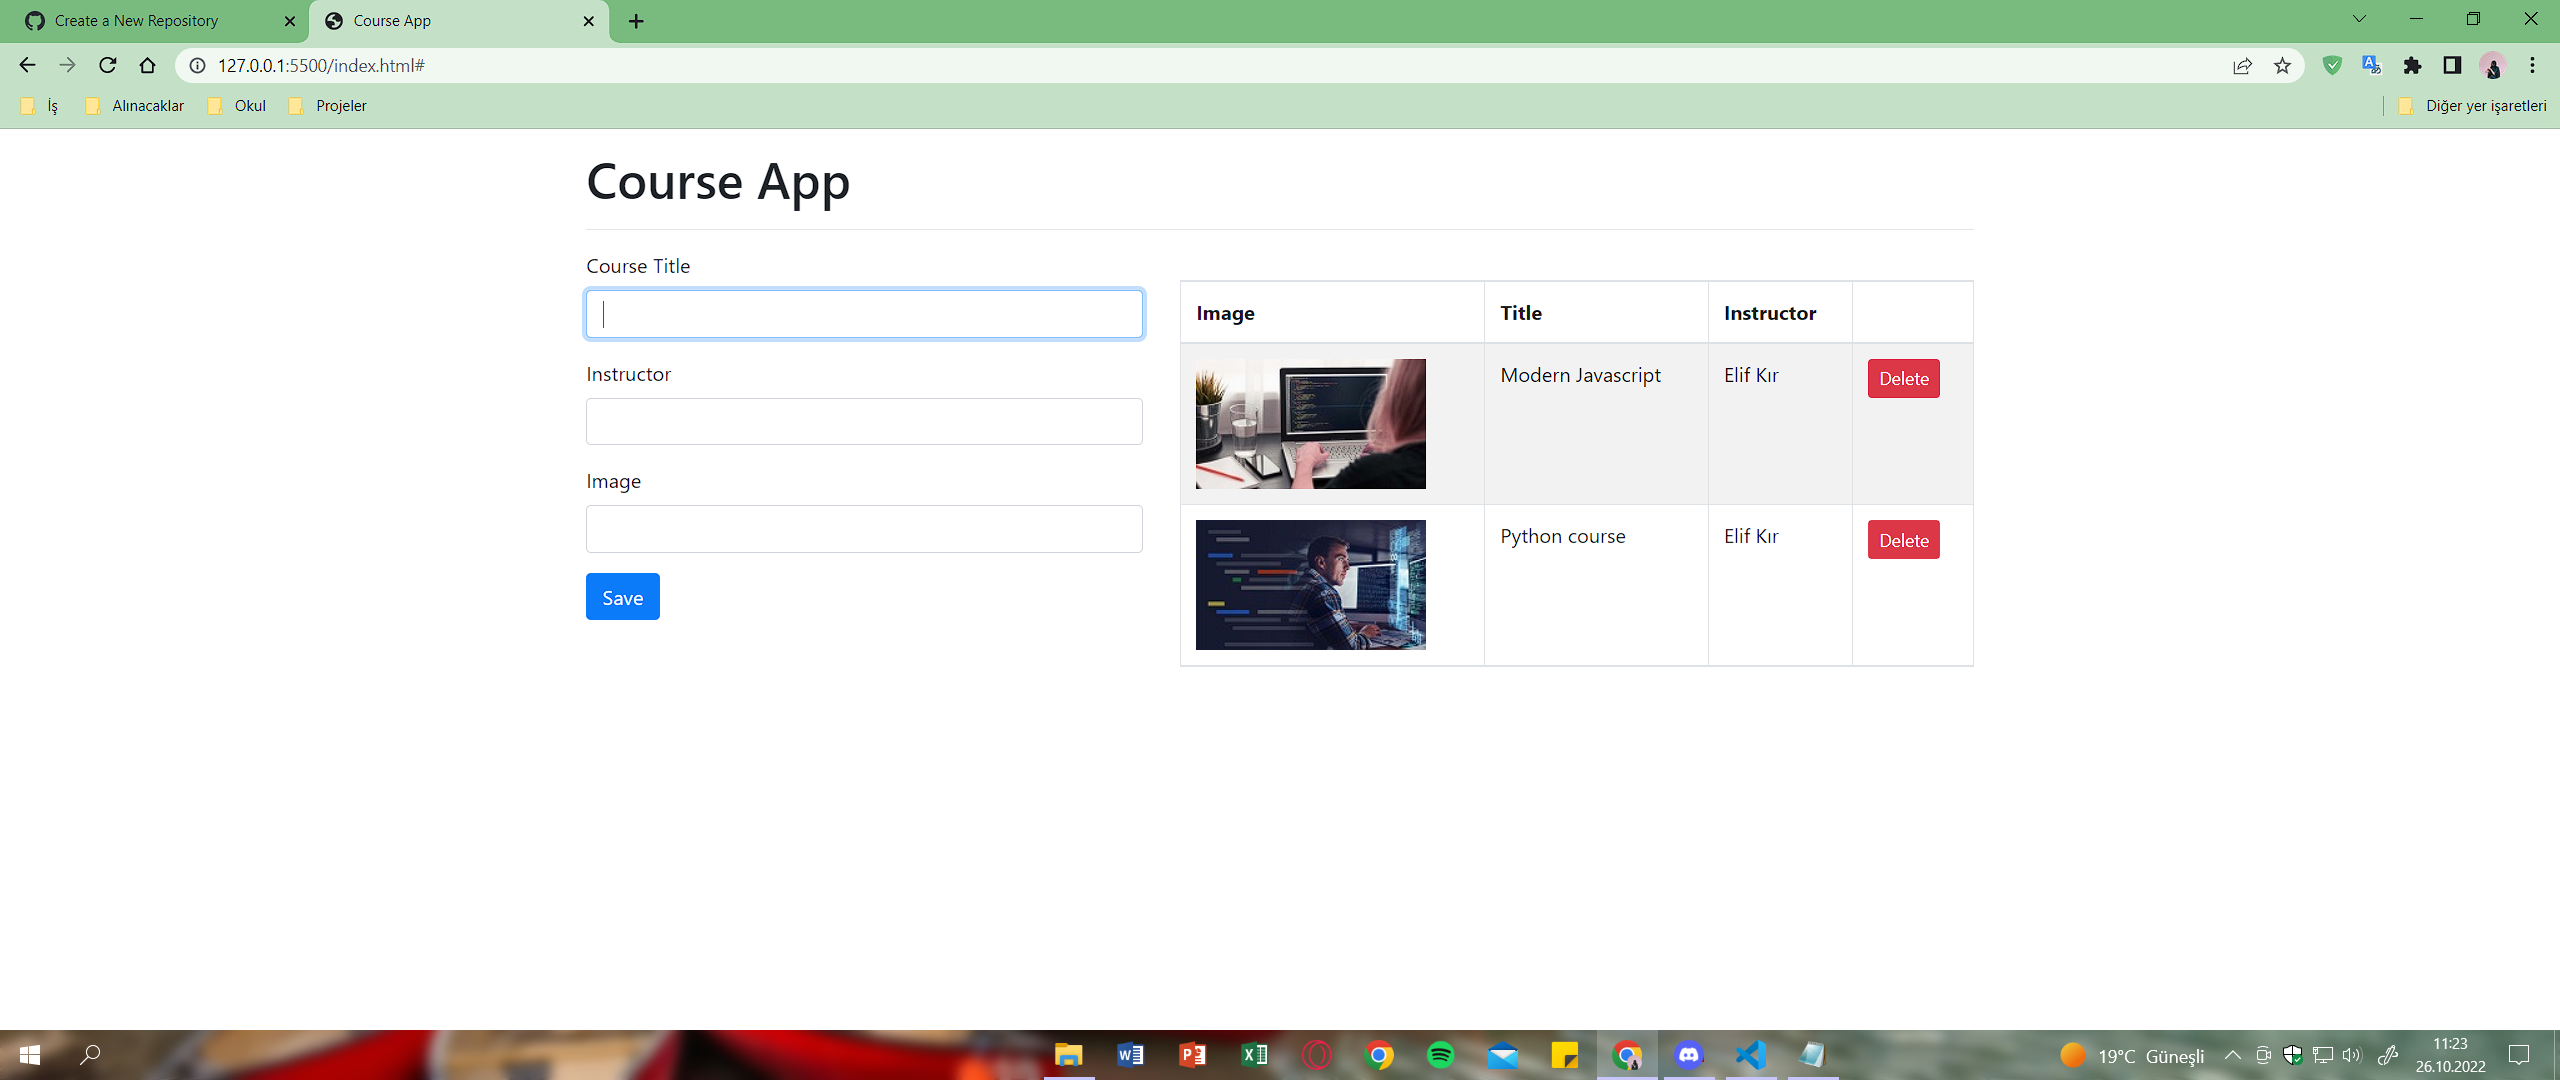 Create a New Repository
Course App
127.0.0.1:5500/index.html#
İş
Alınacaklar
Okul
Projeler
Diğer yer işaretleri
Course App
Course Title
Instructor
Image
Save
Image Title Instructor
Modern Javascript Elif Kır Delete
Python course Elif Kır Delete
19°C Güneşli
11:23
26.10.2022